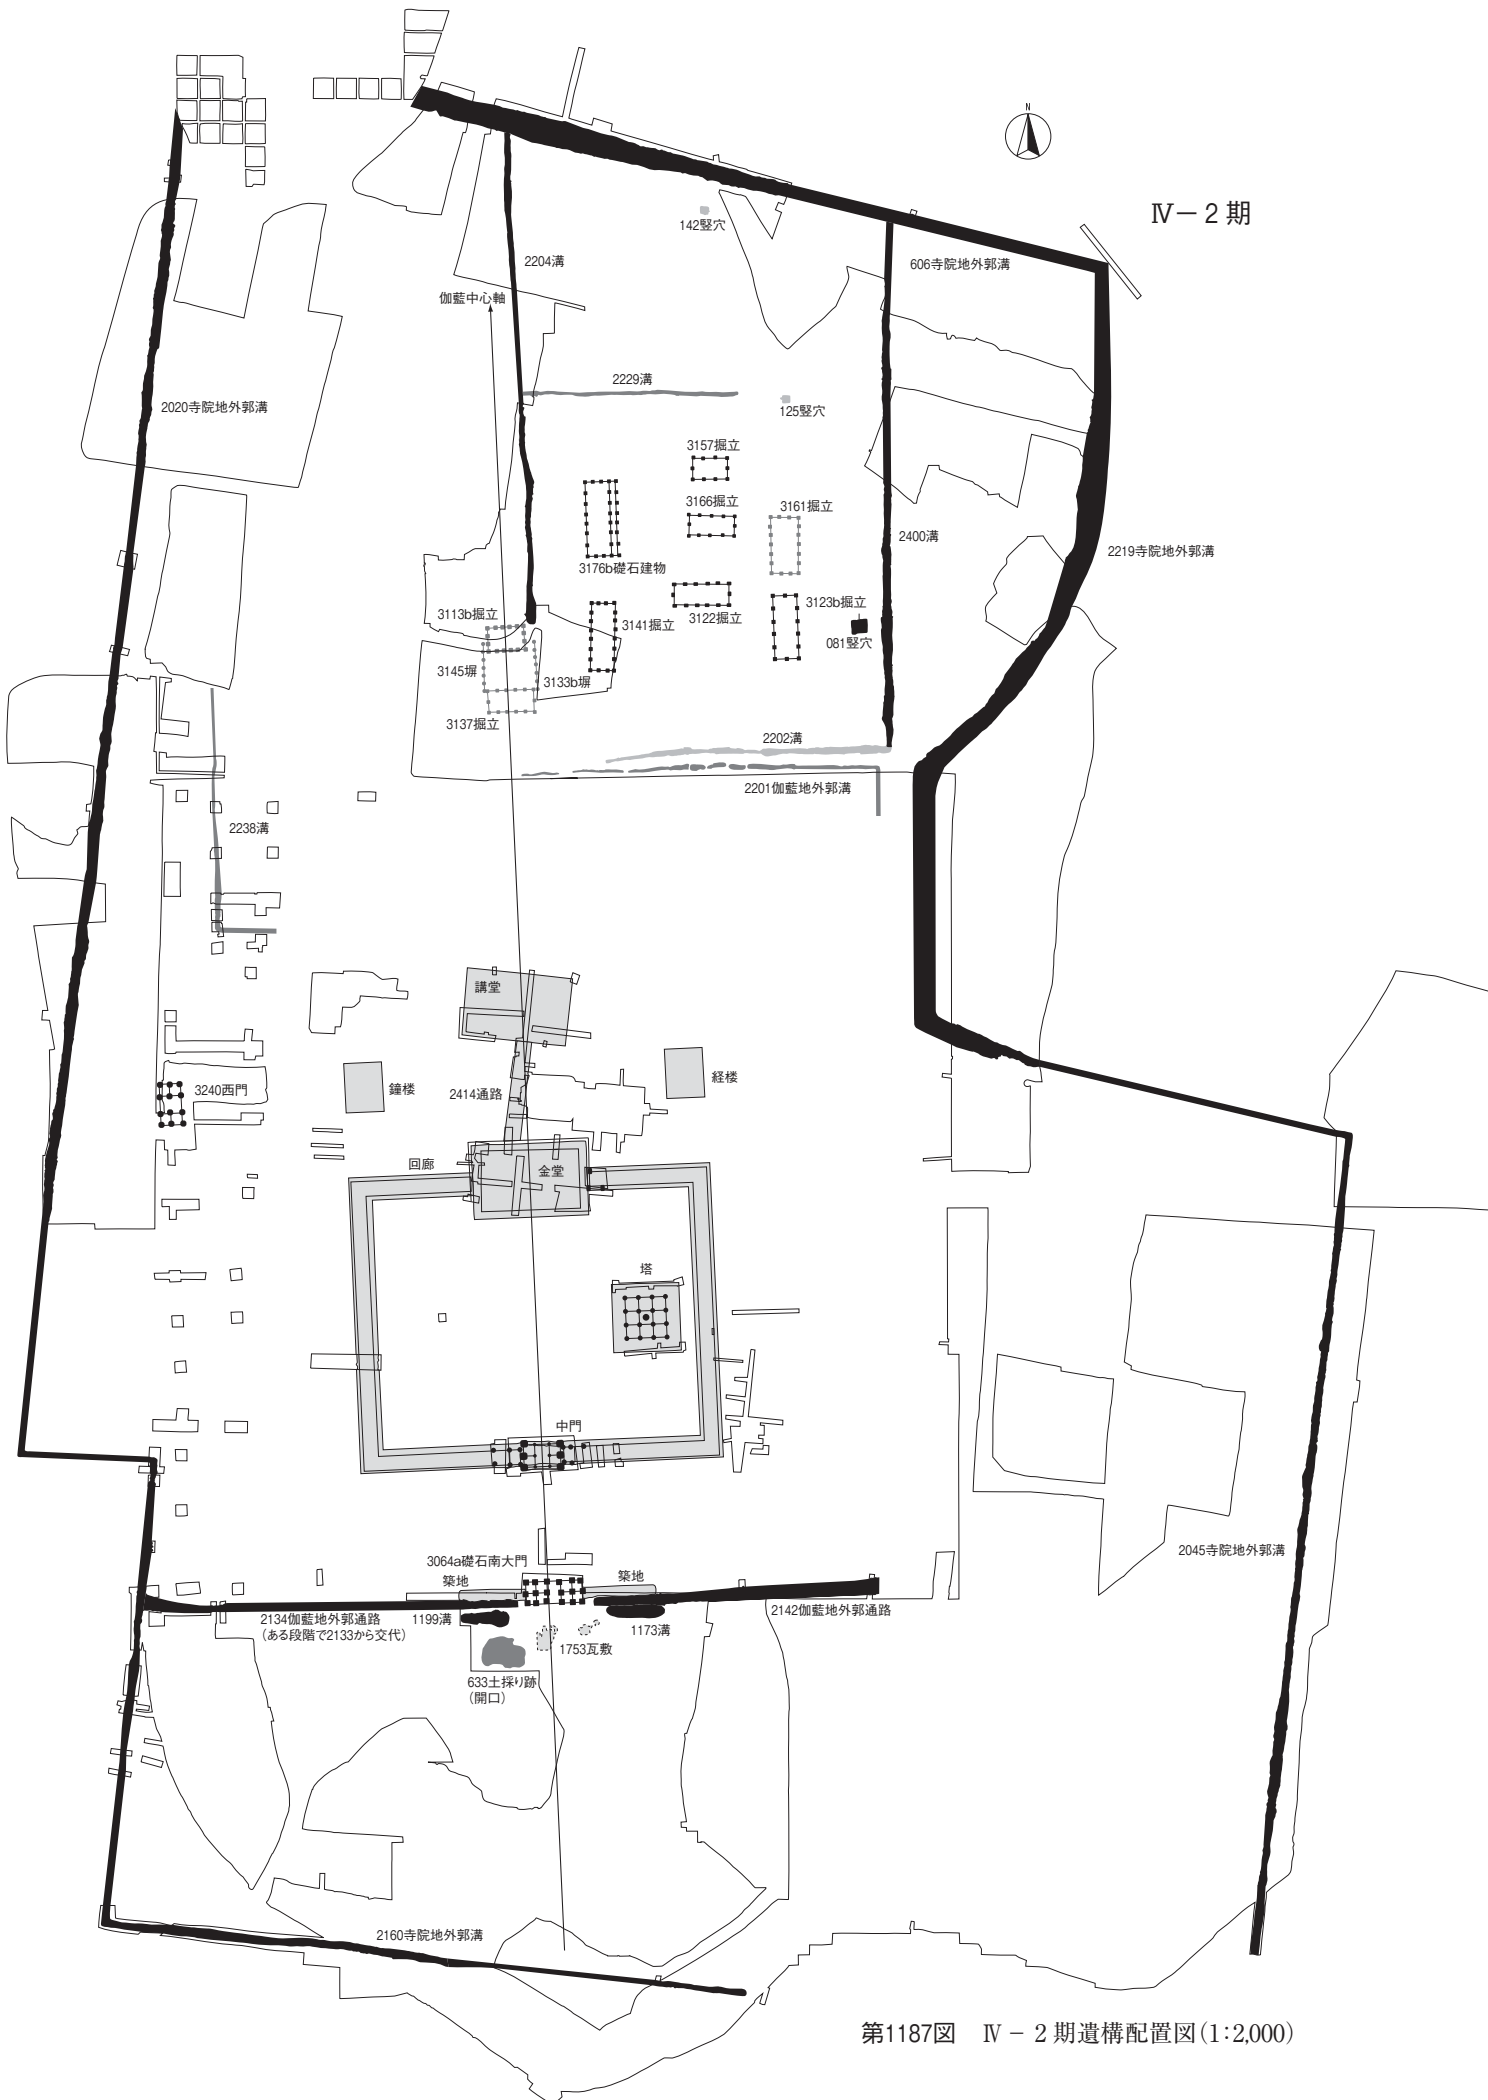 N
Ⅳ－2期
142竪穴
2204溝
606寺院地外郭溝
伽藍中心軸
2229溝
2020寺院地外郭溝
125竪穴
3157掘立
3166掘立
3161掘立
2400溝
2219寺院地外郭溝
3176b礎石建物
3113b掘立
3141掘立
3122掘立
3123b掘立
081竪穴
3145塀
3133b塀
3137掘立
2202溝
2201伽藍地外郭溝
2238溝
講堂
3240西門
鐘楼
2414通路
経楼
回廊
金堂
塔
中門
3064a礎石南大門
築地
築地
2045寺院地外郭溝
2134伽藍地外郭通路
（ある段階で2133から交代）
1199溝
1173溝
2142伽藍地外郭通路
1753瓦敷
633土採り跡
（開口）
2160寺院地外郭溝
第1187図　Ⅳ－2期遺構配置図(1:2,000)